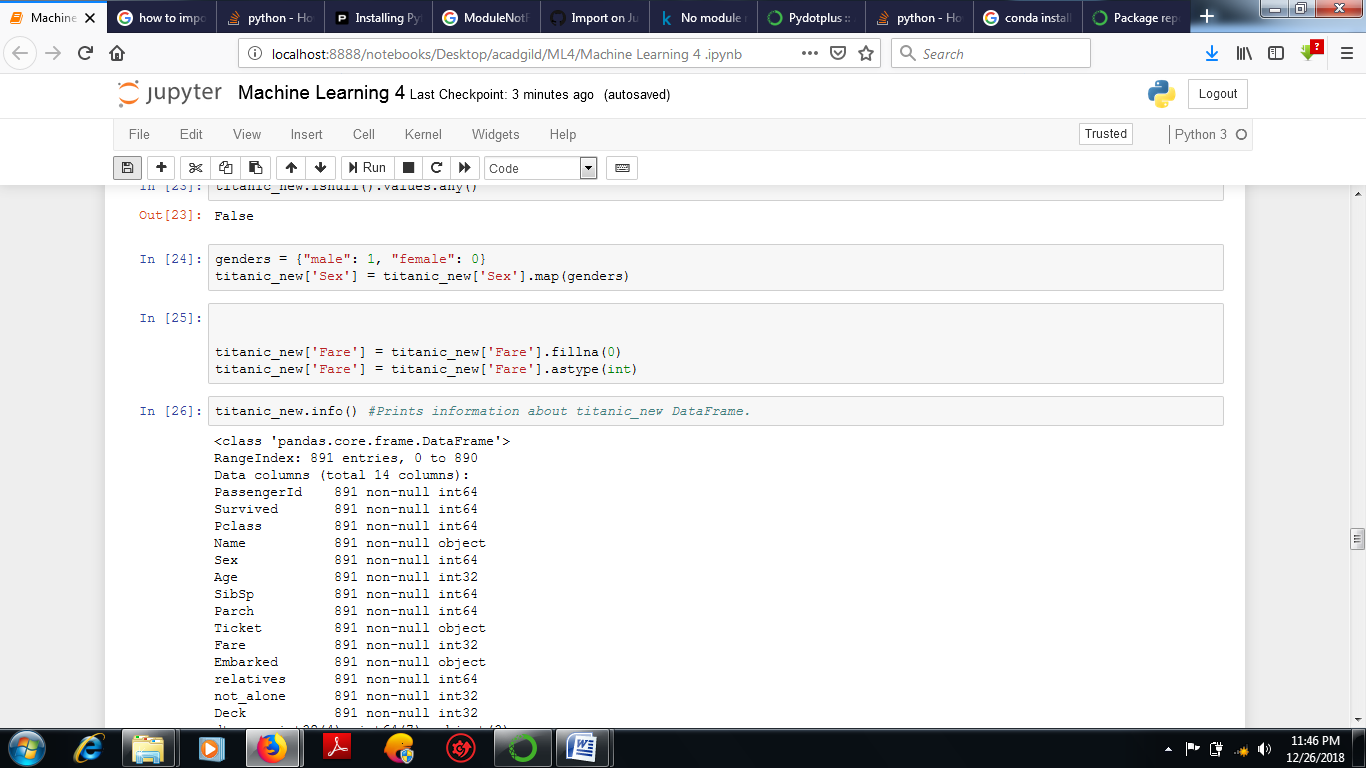 Machine
how to impo
python - Ho
Installing Py
ModuleNotF
Import on Ju
No module
Pydotplus ::
python - Ho
conda install
Package rep
localhost:8888/notebooks/Desktop/acadgild/ML4/Machine Learning 4 .ipynb
Search
jupyter Machine Learning 4 Last Checkpoint: 3 minutes ago (autosaved)
Logout
File Edit View Insert Cell Kernel Widgets Help
Trusted
Python 3
Run
Code
In [23]: titanic_new.isnull().values.any()
Out[23]: False
In [24]: genders = {"male": 1, "female": 0}
titanic_new['Sex'] = titanic_new['Sex'].map(genders)
In [25]:
titanic_new['Fare'] = titanic_new['Fare'].fillna(0)
titanic_new['Fare'] = titanic_new['Fare'].astype(int)
In [26]: titanic_new.info() #Prints information about titanic_new DataFrame.
<class 'pandas.core.frame.DataFrame'>
RangeIndex: 891 entries, 0 to 890
Data columns (total 14 columns):
PassengerId 891 non-null int64
Survived 891 non-null int64
Pclass 891 non-null int64
Name 891 non-null object
Sex 891 non-null int64
Age 891 non-null int32
SibSp 891 non-null int64
Parch 891 non-null int64
Ticket 891 non-null object
Fare 891 non-null int32
Embarked 891 non-null object
relatives 891 non-null int64
not_alone 891 non-null int32
Deck 891 non-null int32
11:46 PM
12/26/2018